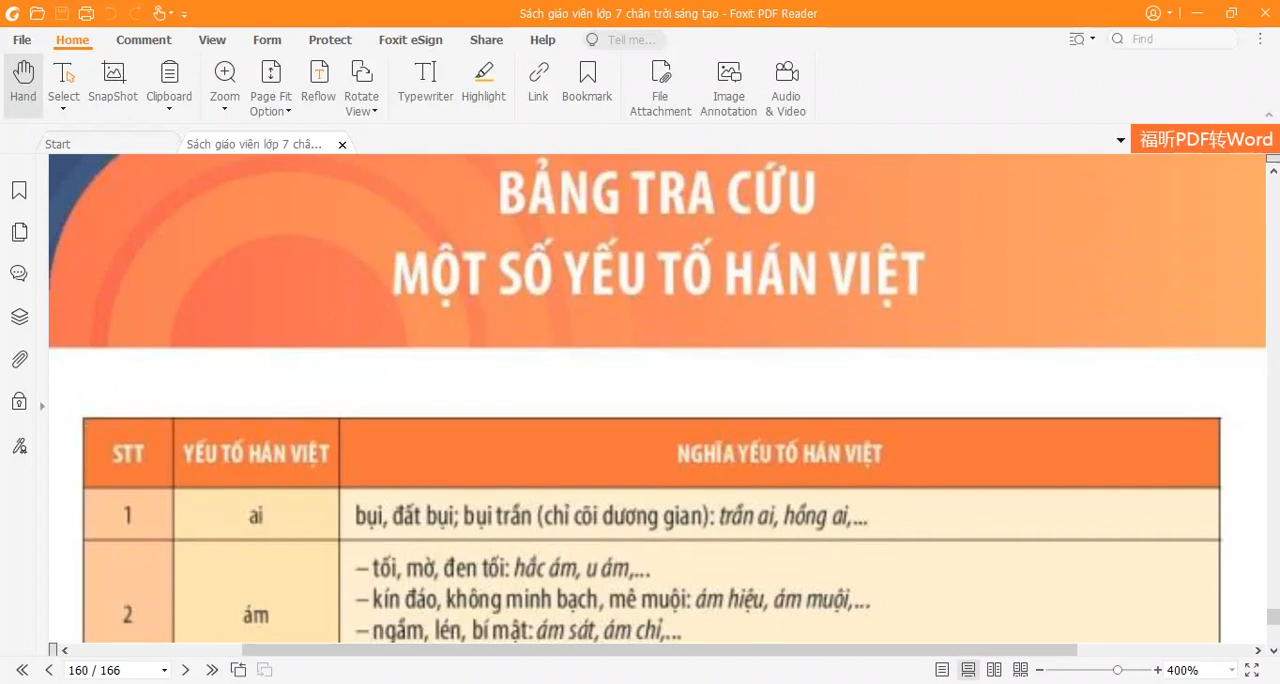 Sách giáo viên lớp 7 chân trời sáng tạo - Foxit PDF Reader
File Home Comment View Form Protect Foxit eSign Share Help Tell me... Find
Hand Select SnapShot Clipboard Zoom Page Fit Option Reflow Rotate View Typewriter Highlight Link Bookmark File Attachment Image Annotation Audio & Video
Start Sách giáo viên lớp 7 châ... 福昕PDF转Word
BẢNG TRA CỨU
MỘT SỐ YẾU TỐ HÁN VIỆT
STT YẾU TỐ HÁN VIỆT NGHĨA YẾU TỐ HÁN VIỆT
1 ai bụi, đất bụi; bụi trần (chỉ cõi dương gian): trần ai, hồng ai,...
– tối, mờ, đen tối: hắc ám, u ám,...
2 ám – kín đáo, không minh bạch, mê muội: ám hiệu, ám muội,...
– ngầm, lén, bí mật: ám sát, ám chỉ,...
160 / 166 400%